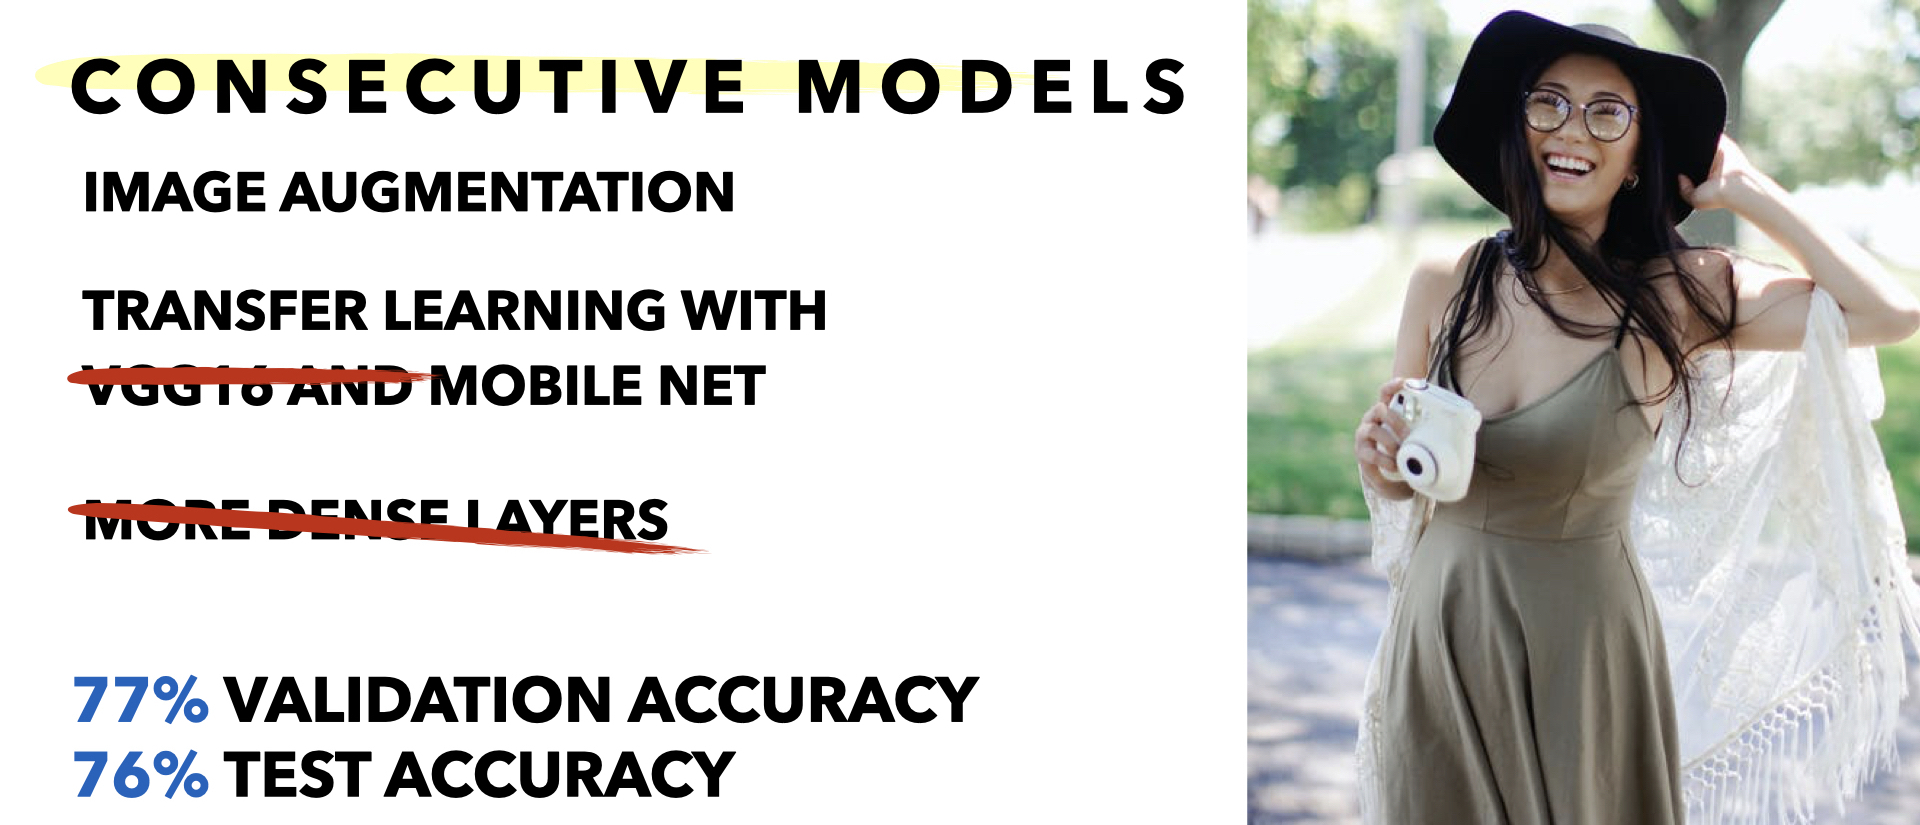 CONSECUTIVE MODELS
IMAGE AUGMENTATION
TRANSFER LEARNING WITH
VGG16 AND MOBILE NET
MORE DENSE LAYERS
77% VALIDATION ACCURACY
76% TEST ACCURACY